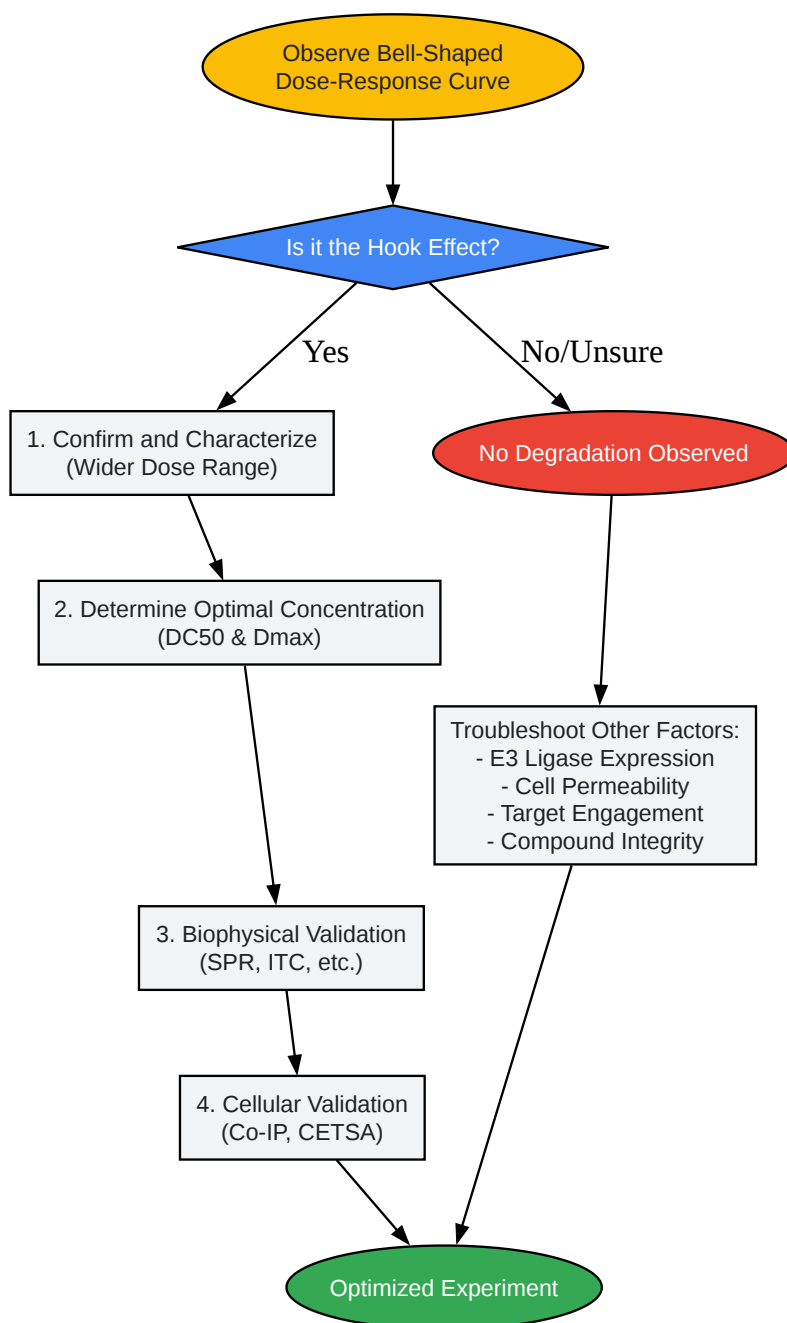 Observe Bell-Shaped
Dose-Response Curve
Is it the Hook Effect?
Yes
No/Unsure
1. Confirm and Characterize
(Wider Dose Range)
No Degradation Observed
2. Determine Optimal Concentration
(DC50 & Dmax)
Troubleshoot Other Factors:
- E3 Ligase Expression
- Cell Permeability
- Target Engagement
- Compound Integrity
3. Biophysical Validation
(SPR, ITC, etc.)
4. Cellular Validation
(Co-IP, CETSA)
Optimized Experiment